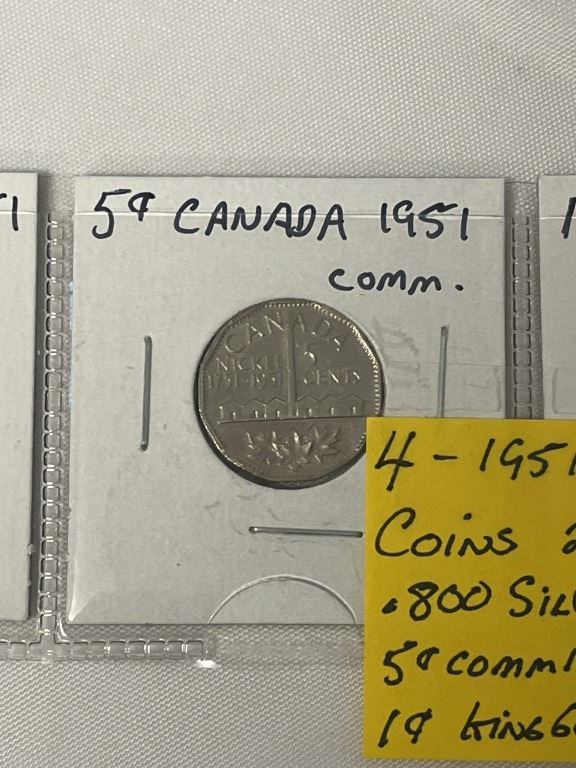 5¢ CANADA 1951
comm.
CANADA
NICKEL 5
1751-1951 CENTS
4 - 1951
Coins
.800 SIL
5¢ comm
1¢ King